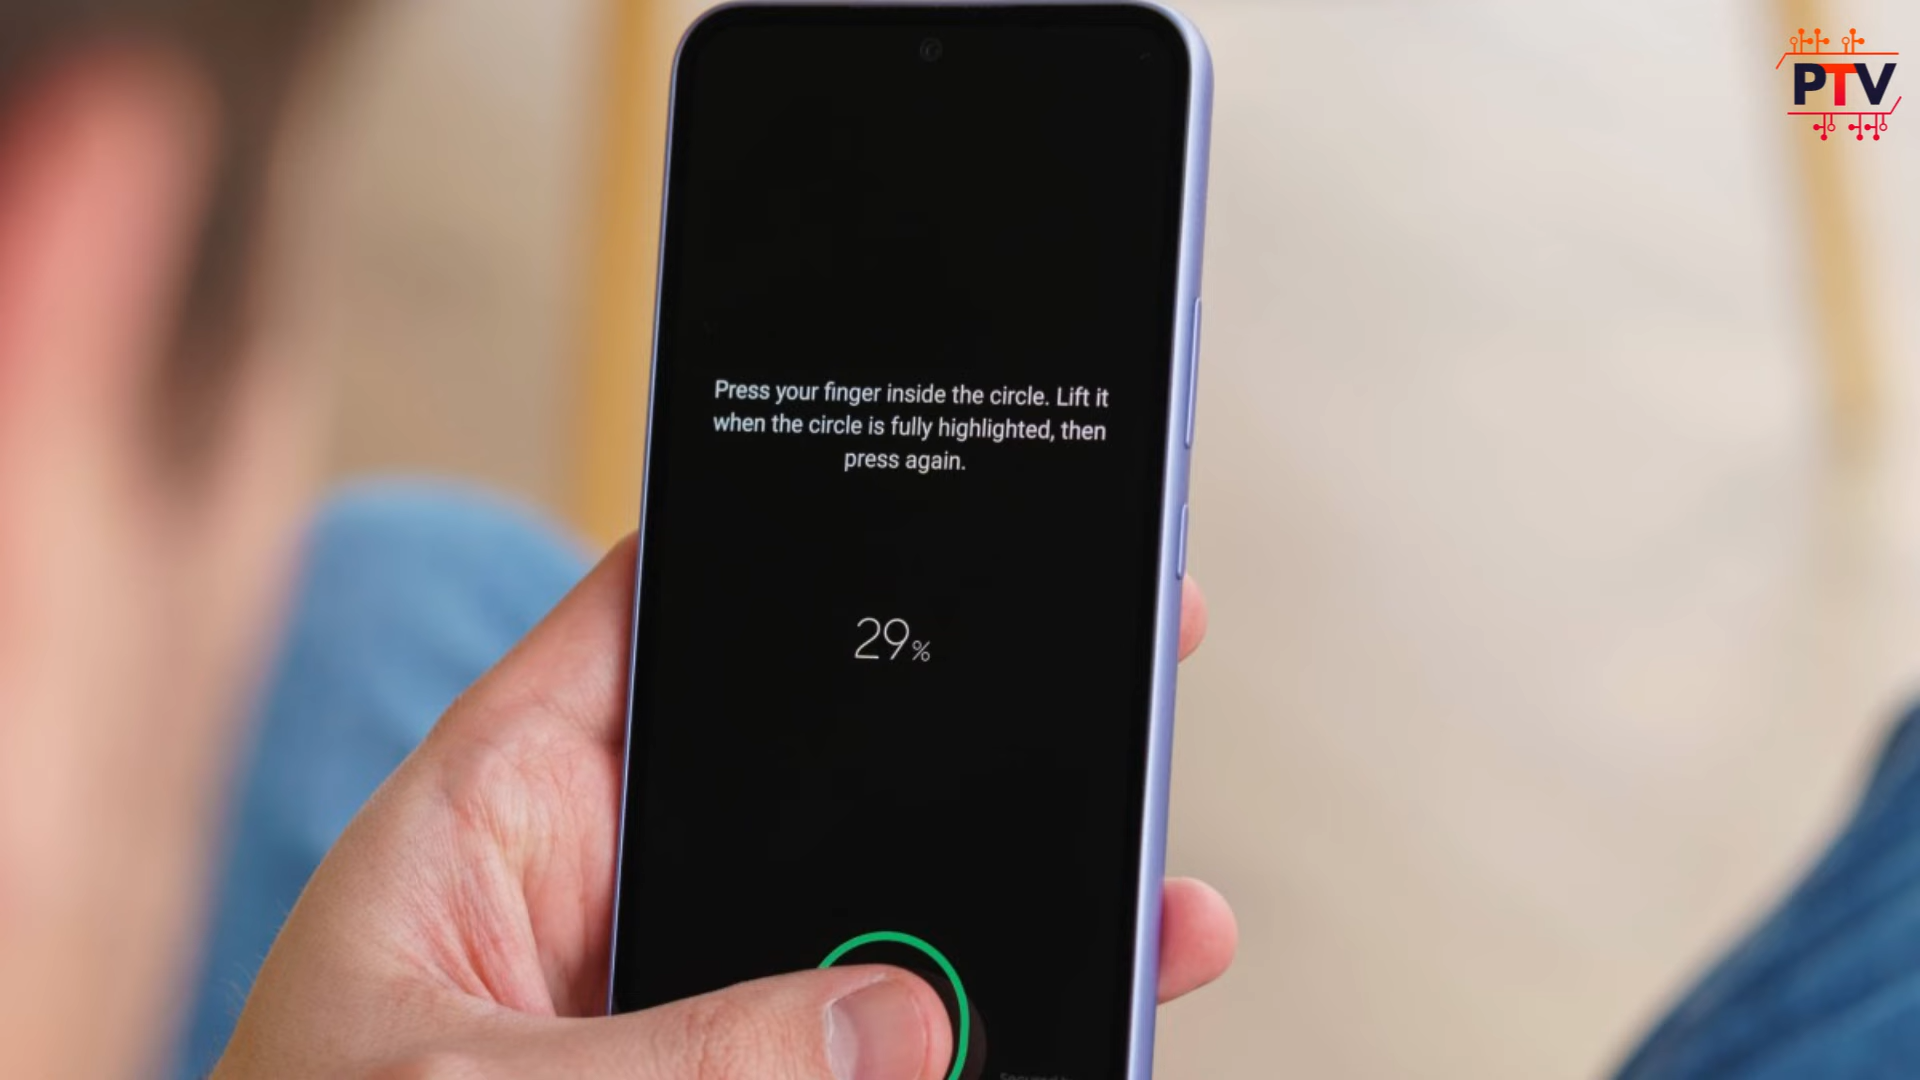 PTV
Press your finger inside the circle. Lift it
when the circle is fully highlighted, then
press again.
29%